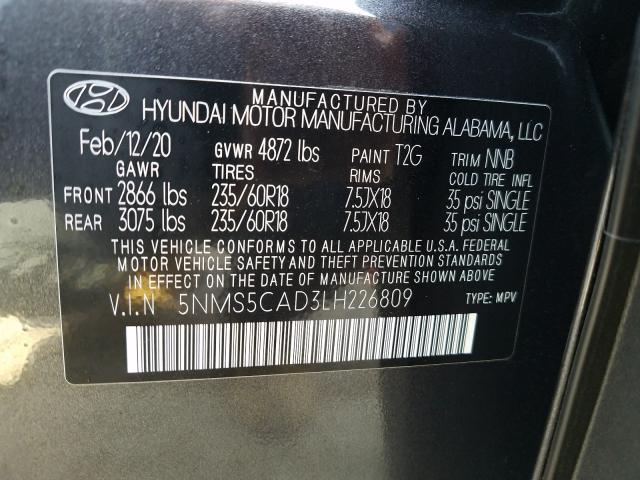 MANUFACTURED BY
HYUNDAI MOTOR MANUFACTURING ALABAMA, LLC
Feb/12/20 GVWR 4872 lbs PAINT T2G TRIM NNB
GAWR TIRES RIMS COLD TIRE INFL
FRONT 2866 lbs 235/60R18 7.5JX18 35 psi SINGLE
REAR 3075 lbs 235/60R18 7.5JX18 35 psi SINGLE
THIS VEHICLE CONFORMS TO ALL APPLICABLE U.S.A. FEDERAL
MOTOR VEHICLE SAFETY AND THEFT PREVENTION STANDARDS
IN EFFECT ON THE DATE OF MANUFACTURE SHOWN ABOVE.
V.I.N 5NMS5CAD3LH226809 TYPE: MPV